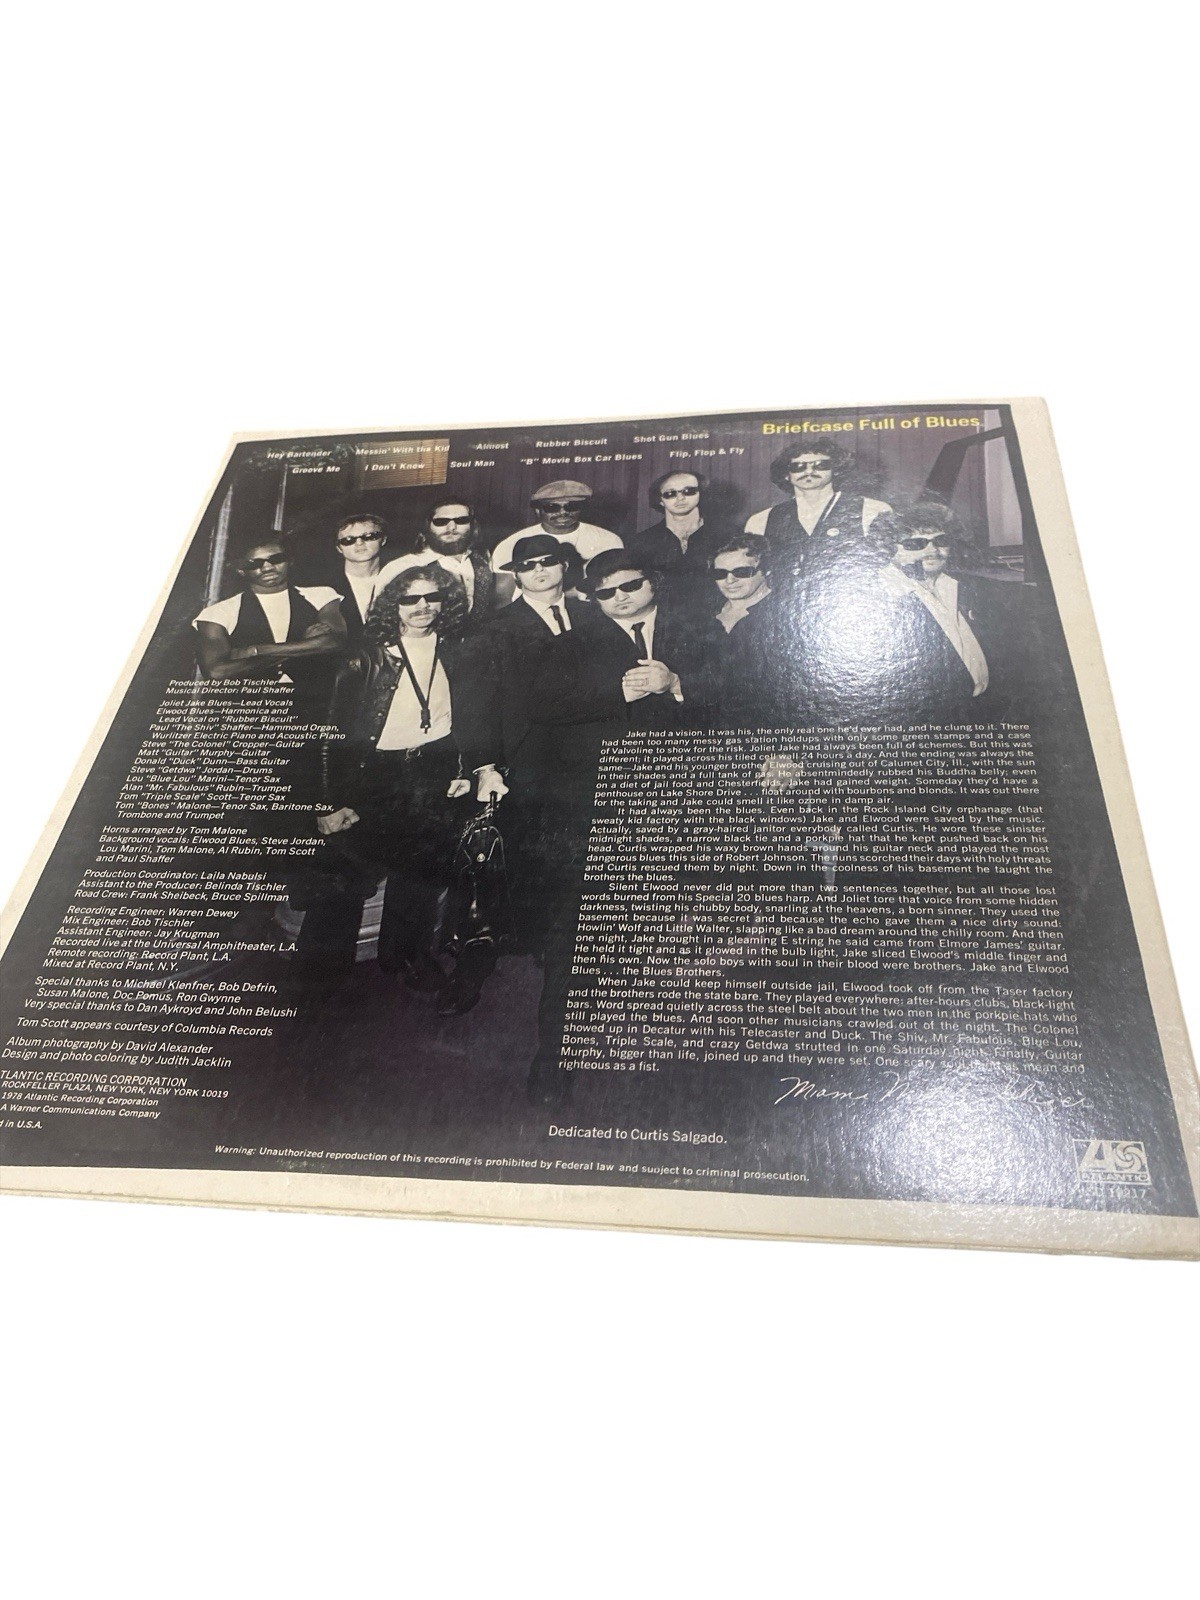 Briefcase Full of Blues
Hey Bartender Messin' With the Kid Almost Rubber Biscuit Shot Gun Blues
Groove Me I Don't Know Soul Man "B" Movie Box Car Blues Flip, Flop & Fly
Produced by Bob Tischler
Musical Director: Paul Shaffer
Joliet Jake Blues—Lead Vocals
Elwood Blues—Harmonica and
Lead Vocal on "Rubber Biscuit"
Paul "The Shiv" Shaffer—Hammond Organ,
Wurlitzer Electric Piano and Acoustic Piano
Steve "The Colonel" Cropper—Guitar
Matt "Guitar" Murphy—Guitar
Donald "Duck" Dunn—Bass Guitar
Steve "Getdwa" Jordan—Drums
Lou "Blue Lou" Marini—Tenor Sax
Alan "Mr. Fabulous" Rubin—Trumpet
Tom "Triple Scale" Scott—Tenor Sax
Tom "Bones" Malone—Tenor Sax, Baritone Sax,
Trombone and Trumpet
Horns arranged by Tom Malone
Background vocals: Elwood Blues, Steve Jordan,
Lou Marini, Tom Malone, Al Rubin, Tom Scott
and Paul Shaffer
Production Coordinator: Laila Nabulsi
Assistant to the Producer: Belinda Tischler
Road Crew: Frank Shelbeck, Bruce Spillman
Recording Engineer: Warren Dewey
Mix Engineer: Bob Tischler
Assistant Engineer: Jay Krugman
Recorded live at the Universal Amphitheater, L.A.
Remote recording: Record Plant, L.A.
Mixed at Record Plant, N.Y.
Special thanks to Michael Klenfner, Bob Defrin,
Susan Malone, Doc Pomus, Ron Gwynne
Very special thanks to Dan Aykroyd and John Belushi
Tom Scott appears courtesy of Columbia Records
Album photography by David Alexander
Design and photo coloring by Judith Jacklin
TLANTIC RECORDING CORPORATION
ROCKFELLER PLAZA, NEW YORK, NEW YORK 10019
1978 Atlantic Recording Corporation
A Warner Communications Company
d in U.S.A.
Jake had a vision. It was his, the only real one he'd ever had, and he clung to it. There
had been too many messy gas station holdups with only some green stamps and a case
of Valvoline to show for the risk. Joliet Jake had always been full of schemes. But this was
different; it played across his tiled cell wall 24 hours a day. And the ending was always the
same—Jake and his younger brother Elwood cruising out of Calumet City, Ill., with the sun
in their shades and a full tank of gas. He absentmindedly rubbed his Buddha belly; even
on a diet of jail food and Chesterfields, Jake had gained weight. Someday they'd have a
penthouse on Lake Shore Drive . . . float around with bourbons and blonds. It was out there
for the taking and Jake could smell it like ozone in damp air.
It had always been the blues. Even back in the Rock Island City orphanage (that
sweaty kid factory with the black windows) Jake and Elwood were saved by the music.
Actually, saved by a gray-haired janitor everybody called Curtis. He wore these sinister
midnight shades, a narrow black tie and a porkpie hat that he kept pushed back on his
head. Curtis wrapped his waxy brown hands around his guitar neck and played the most
dangerous blues this side of Robert Johnson. The nuns scorched their days with holy threats
and Curtis rescued them by night. Down in the coolness of his basement he taught the
brothers the blues.
Silent Elwood never did put more than two sentences together, but all those lost
words burned from his Special 20 blues harp. And Joliet tore that voice from some hidden
darkness, twisting his chubby body, snarling at the heavens, a born sinner. They used the
basement because it was secret and because the echo gave them a nice dirty sound:
Howlin' Wolf and Little Walter, slapping like a bad dream around the chilly room. And then
one night, Jake brought in a gleaming E string he said came from Elmore James' guitar.
He held it tight and as it glowed in the bulb light, Jake sliced Elwood's middle finger and
then his own. Now the solo boys with soul in their blood were brothers. Jake and Elwood
Blues . . . the Blues Brothers.
When Jake could keep himself outside jail, Elwood took off from the Taser factory
and the brothers rode the state bare. They played everywhere: after-hours clubs, black-light
bars. Word spread quietly across the steel belt about the two men in the porkpie hats who
still played the blues. And soon other musicians crawled out of the night. The Colonel
showed up in Decatur with his Telecaster and Duck. The Shiv, Mr. Fabulous, Blue Lou,
Bones, Triple Scale, and crazy Getdwa strutted in one Saturday night. Finally, Guitar
Murphy, bigger than life, joined up and they were set. One scary soul band as mean and
righteous as a fist.
Miami
Dedicated to Curtis Salgado.
Warning: Unauthorized reproduction of this recording is prohibited by Federal law and subject to criminal prosecution.
ATLANTIC